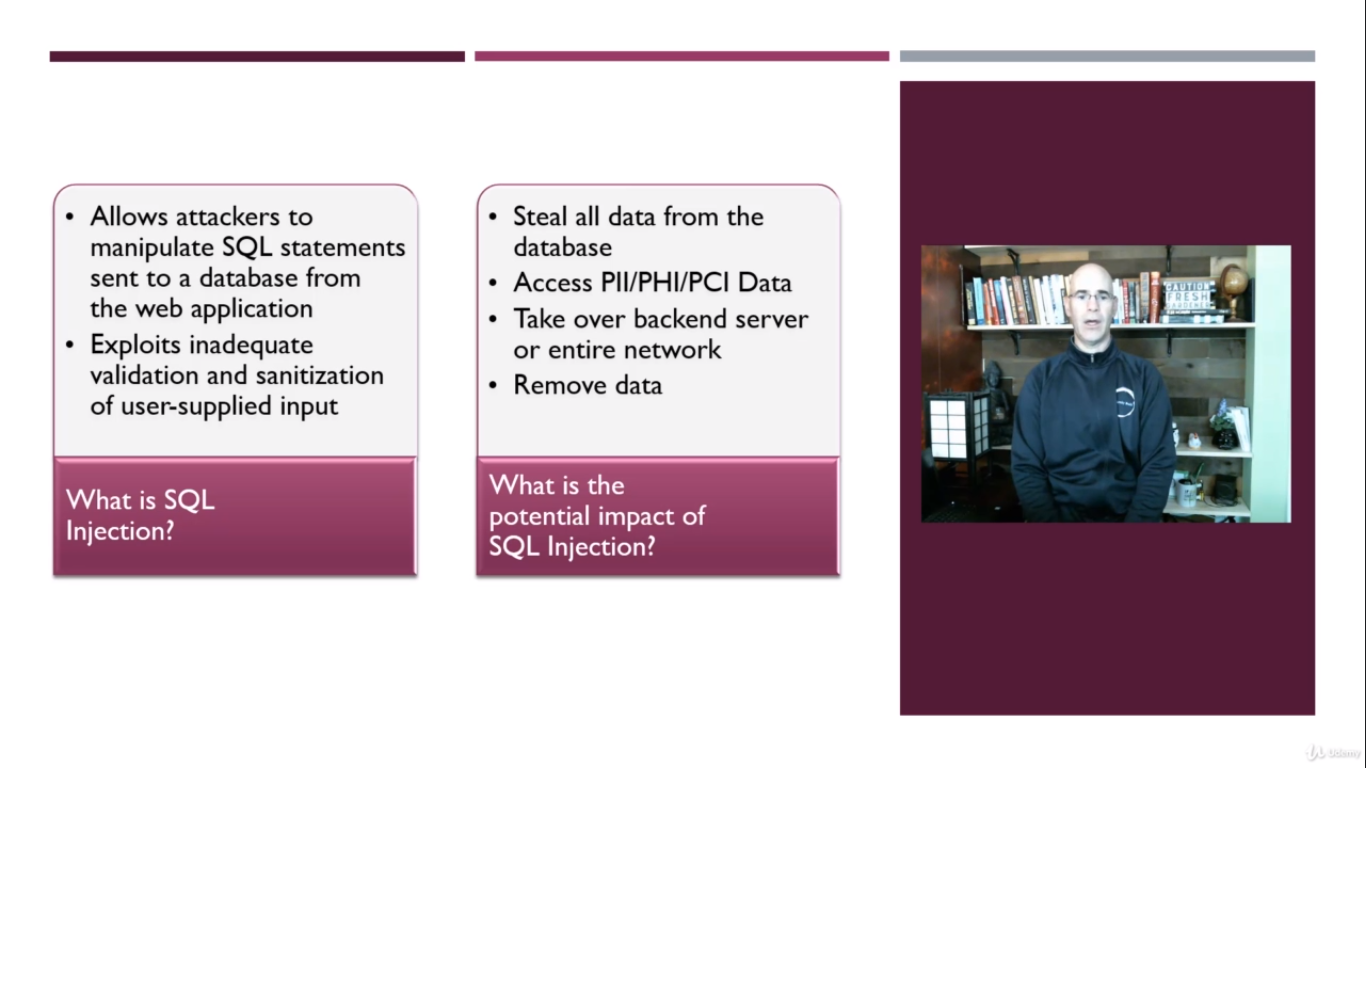 • Allows attackers to
manipulate SQL statements
sent to a database from
the web application
• Exploits inadequate
validation and sanitization
of user-supplied input
What is SQL
Injection?
• Steal all data from the
database
• Access PII/PHI/PCI Data
• Take over backend server
or entire network
• Remove data
What is the
potential impact of
SQL Injection?
CAUTION
FRESH
Udemy